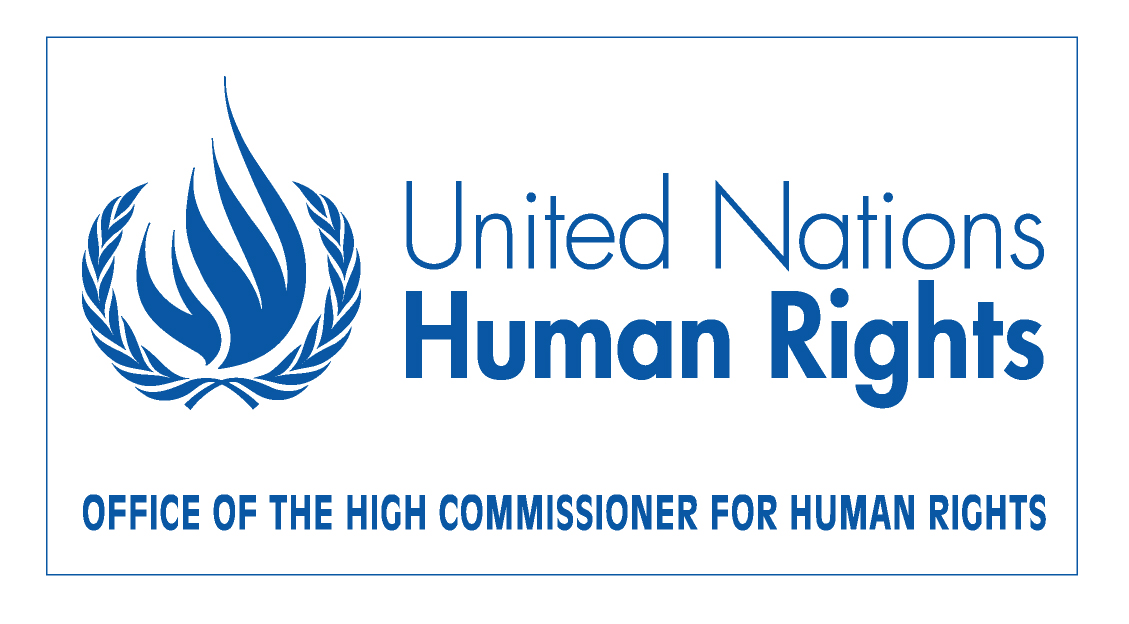 United Nations
Human Rights
OFFICE OF THE HIGH COMMISSIONER FOR HUMAN RIGHTS